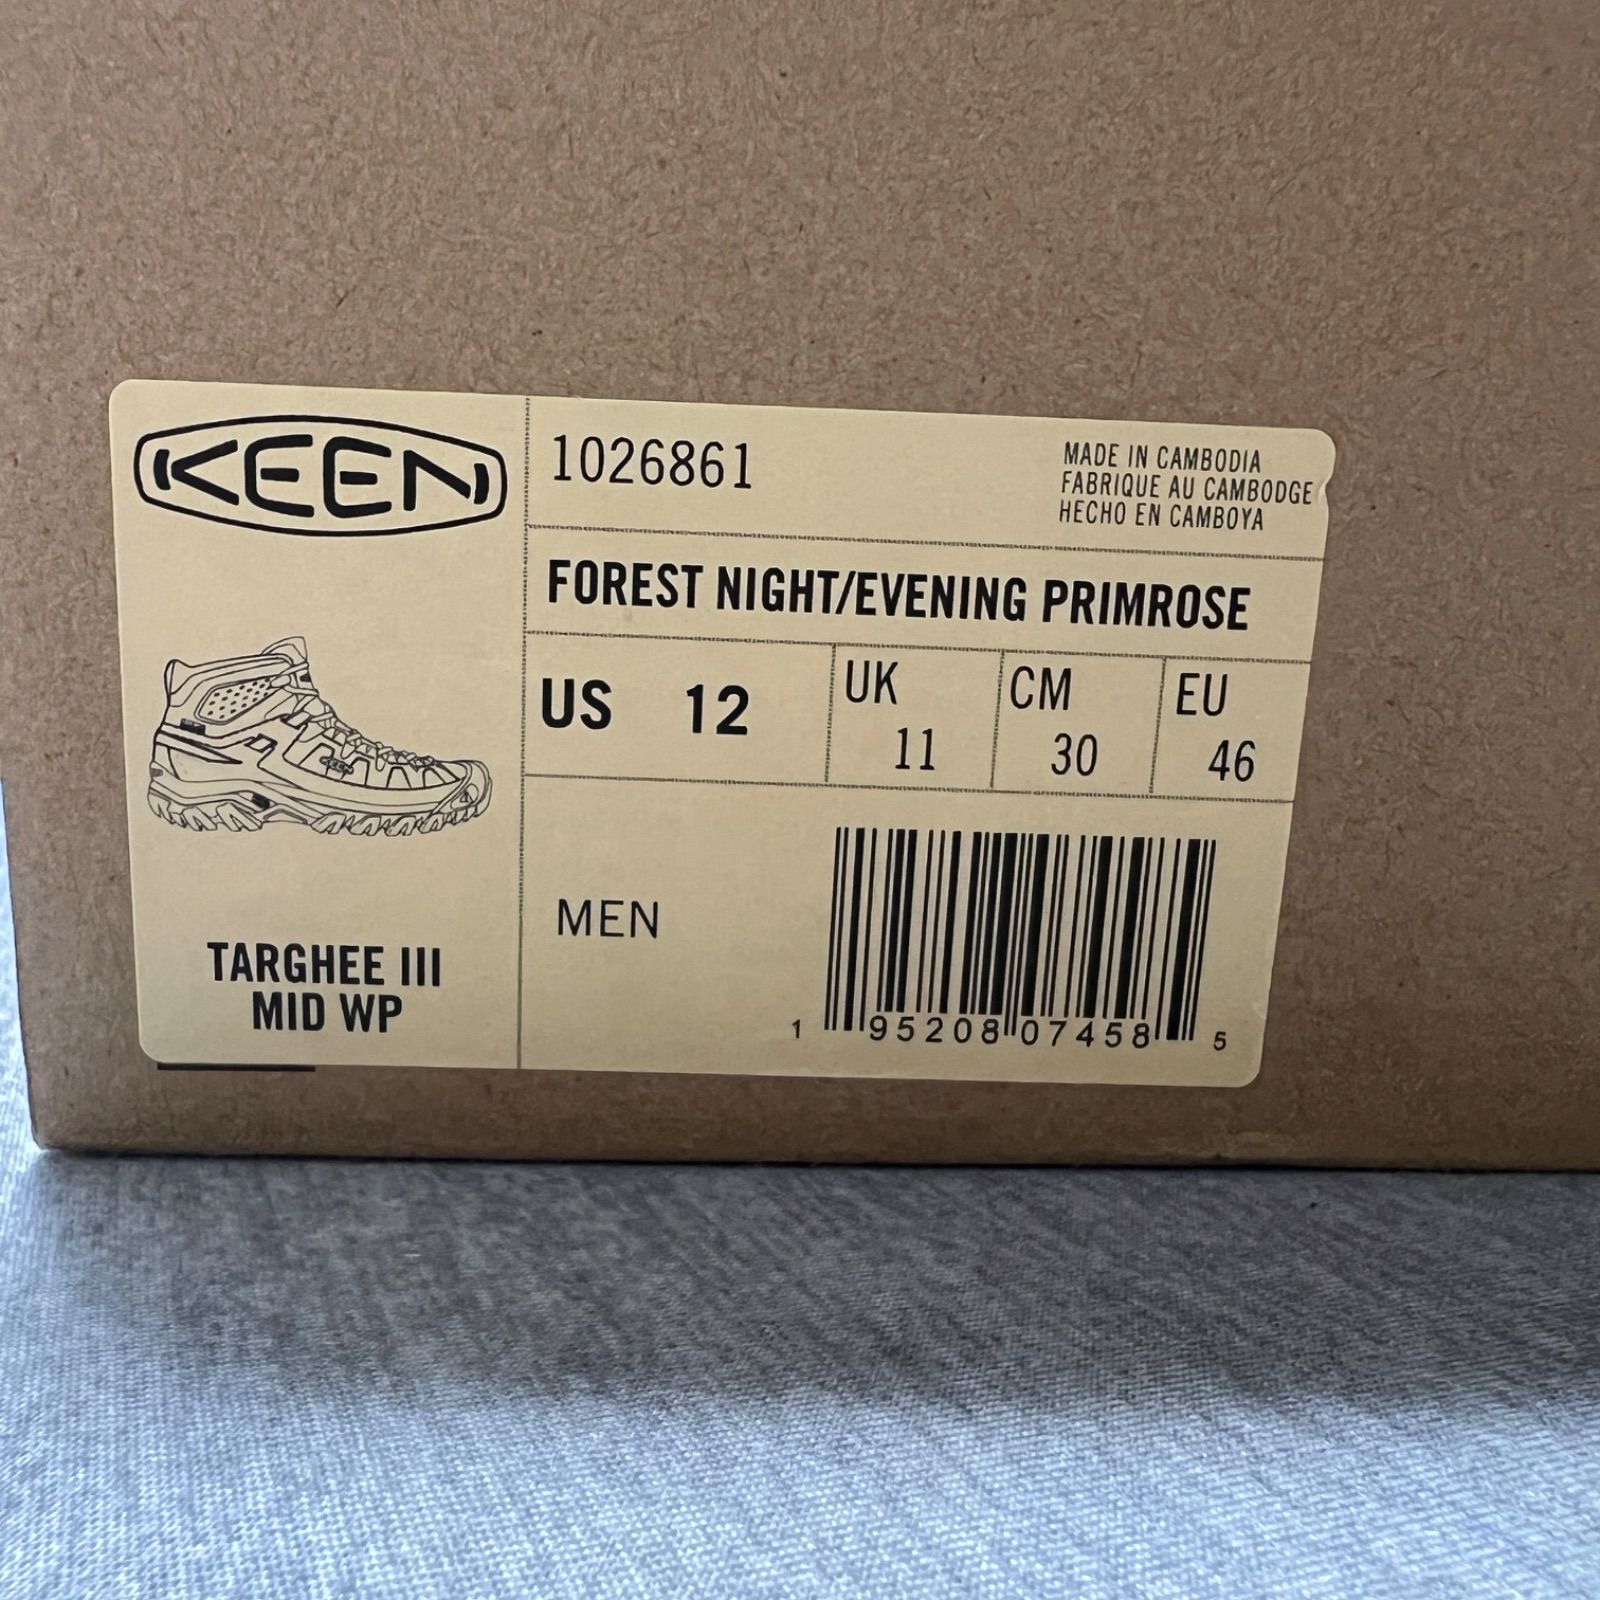 KEEN
1026861
MADE IN CAMBODIA
FABRIQUE AU CAMBODGE
HECHO EN CAMBOYA
FOREST NIGHT/EVENING PRIMROSE
US 12
UK 11
CM 30
EU 46
KEEN
TARGHEE III
MID WP
MEN
1 95208 07458 5